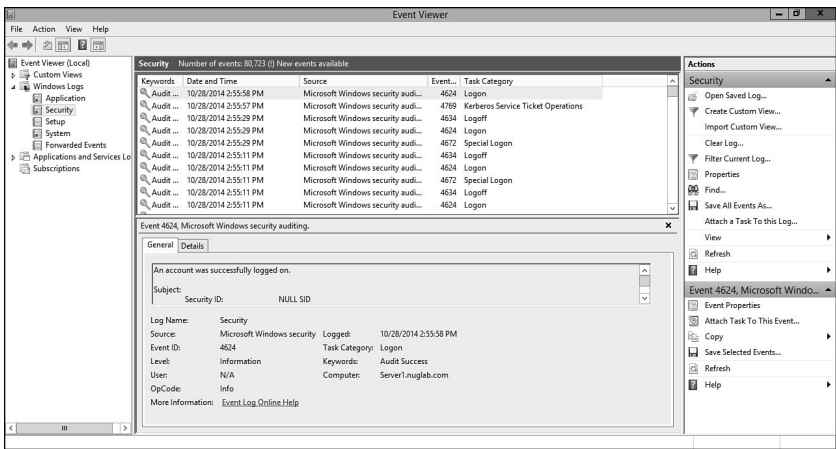 Event Viewer
File Action View Help
Event Viewer (Local)
Custom Views
Windows Logs
Application
Security
Setup
System
Forwarded Events
Applications and Services Lo
Subscriptions
Security Number of events: 80,723 (!) New events available
Keywords Date and Time Source Event... Task Category
Audit ... 10/28/2014 2:55:58 PM Microsoft Windows security audi... 4624 Logon
Audit ... 10/28/2014 2:55:57 PM Microsoft Windows security audi... 4769 Kerberos Service Ticket Operations
Audit ... 10/28/2014 2:55:29 PM Microsoft Windows security audi... 4634 Logoff
Audit ... 10/28/2014 2:55:29 PM Microsoft Windows security audi... 4624 Logon
Audit ... 10/28/2014 2:55:29 PM Microsoft Windows security audi... 4672 Special Logon
Audit ... 10/28/2014 2:55:11 PM Microsoft Windows security audi... 4634 Logoff
Audit ... 10/28/2014 2:55:11 PM Microsoft Windows security audi... 4624 Logon
Audit ... 10/28/2014 2:55:11 PM Microsoft Windows security audi... 4672 Special Logon
Audit ... 10/28/2014 2:55:11 PM Microsoft Windows security audi... 4634 Logoff
Audit ... 10/28/2014 2:55:11 PM Microsoft Windows security audi... 4624 Logon
Event 4624, Microsoft Windows security auditing.
General Details
An account was successfully logged on.
Subject:
Security ID: NULL SID
Log Name: Security
Source: Microsoft Windows security Logged: 10/28/2014 2:55:58 PM
Event ID: 4624 Task Category: Logon
Level: Information Keywords: Audit Success
User: N/A Computer: Server1.nuglab.com
OpCode: Info
More Information: Event Log Online Help
Actions
Security
Open Saved Log...
Create Custom View...
Import Custom View...
Clear Log...
Filter Current Log...
Properties
Find...
Save All Events As...
Attach a Task To this Log...
View
Refresh
Help
Event 4624, Microsoft Windo...
Event Properties
Attach Task To This Event...
Copy
Save Selected Events...
Refresh
Help